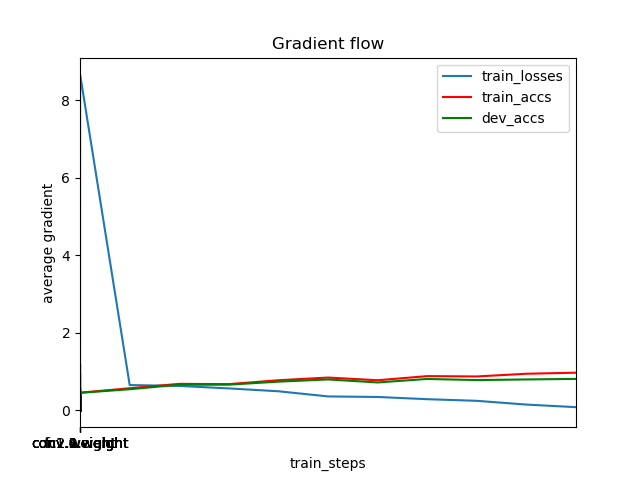 Gradient flow
train_losses
train_accs
dev_accs
average gradient
8
6
4
2
0
train_steps